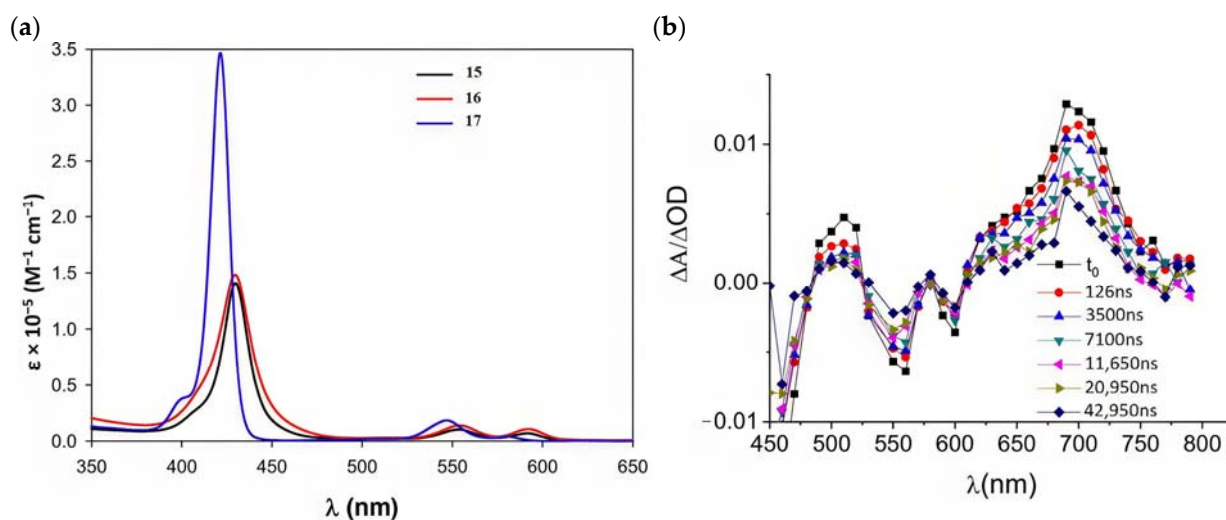 (a)
3.5
3.0
2.5
2.0
1.5
1.0
0.5
0.0
ε × 10⁻⁵ (M⁻¹ cm⁻¹)
15
16
17
350 400 450 500 550 600 650
λ (nm)
(b)
0.01
0.00
-0.01
ΔA/ΔOD
t₀
126ns
3500ns
7100ns
11,650ns
20,950ns
42,950ns
450 500 550 600 650 700 750 800
λ(nm)